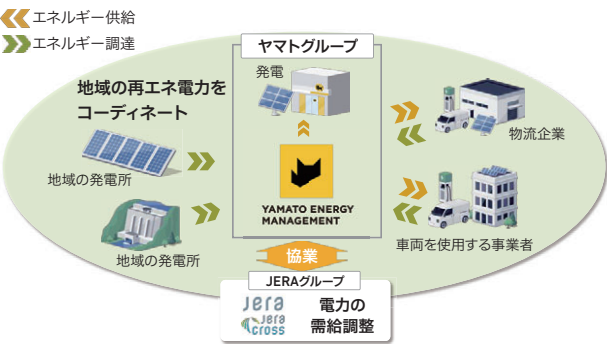 エネルギー供給
エネルギー調達
ヤマトグループ
発電
地域の再エネ電力を
コーディネート
地域の発電所
地域の発電所
YAMATO ENERGY
MANAGEMENT
物流企業
車両を使用する事業者
協業
JERAグループ
jera
jera
cross
電力の
需給調整